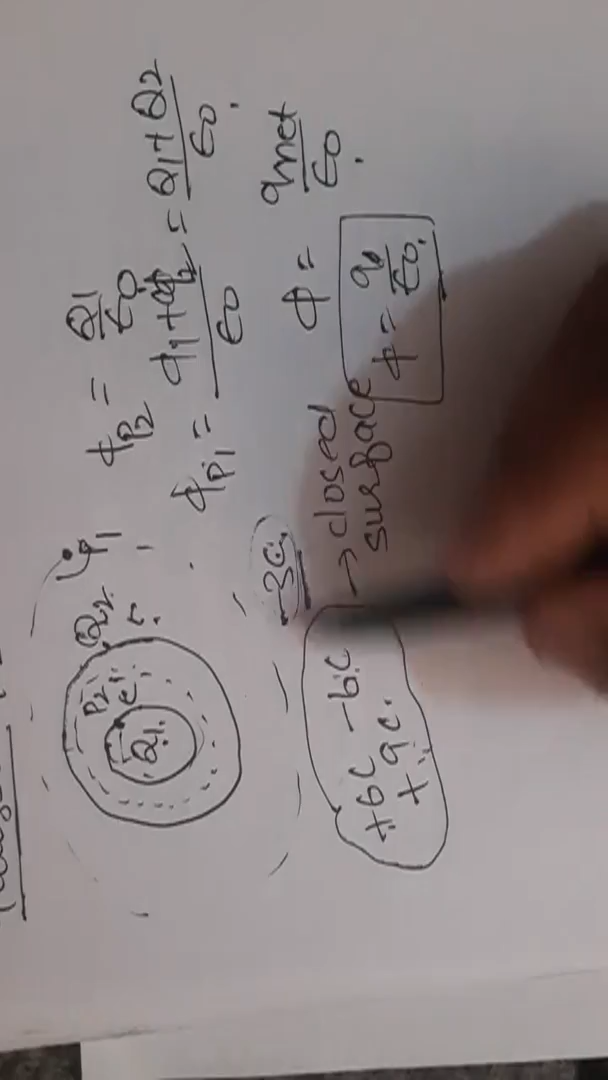 Q1
P2
Q2
P1
ϕP2 = Q1/ε0
ϕP1 = q1+q2/ε0 = Q1+Q2/ε0.
-3C
ϕ = qnet/ε0.
+6C -6C
+9C.
→ closed
surface
ϕ = q/ε0.